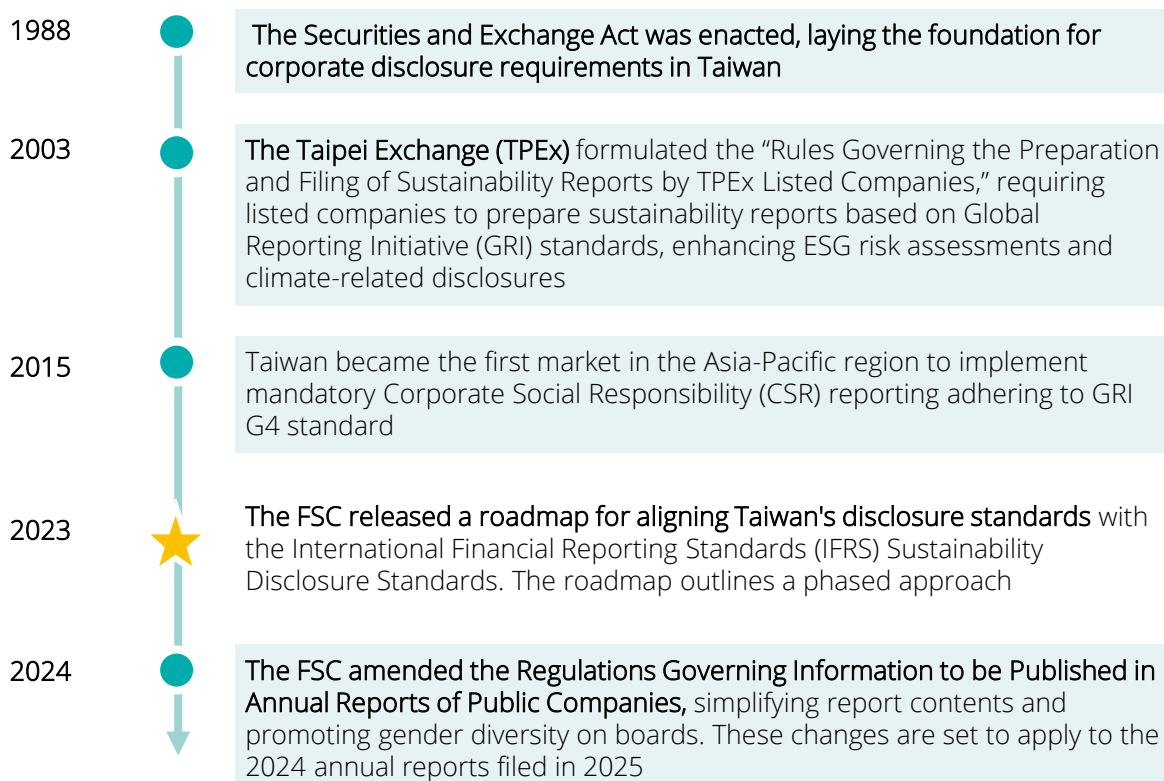 1988
The Securities and Exchange Act was enacted, laying the foundation for
corporate disclosure requirements in Taiwan
2003
The Taipei Exchange (TPEx) formulated the “Rules Governing the Preparation
and Filing of Sustainability Reports by TPEx Listed Companies,” requiring
listed companies to prepare sustainability reports based on Global
Reporting Initiative (GRI) standards, enhancing ESG risk assessments and
climate-related disclosures
2015
Taiwan became the first market in the Asia-Pacific region to implement
mandatory Corporate Social Responsibility (CSR) reporting adhering to GRI
G4 standard
2023
The FSC released a roadmap for aligning Taiwan's disclosure standards with
the International Financial Reporting Standards (IFRS) Sustainability
Disclosure Standards. The roadmap outlines a phased approach
2024
The FSC amended the Regulations Governing Information to be Published in
Annual Reports of Public Companies, simplifying report contents and
promoting gender diversity on boards. These changes are set to apply to the
2024 annual reports filed in 2025